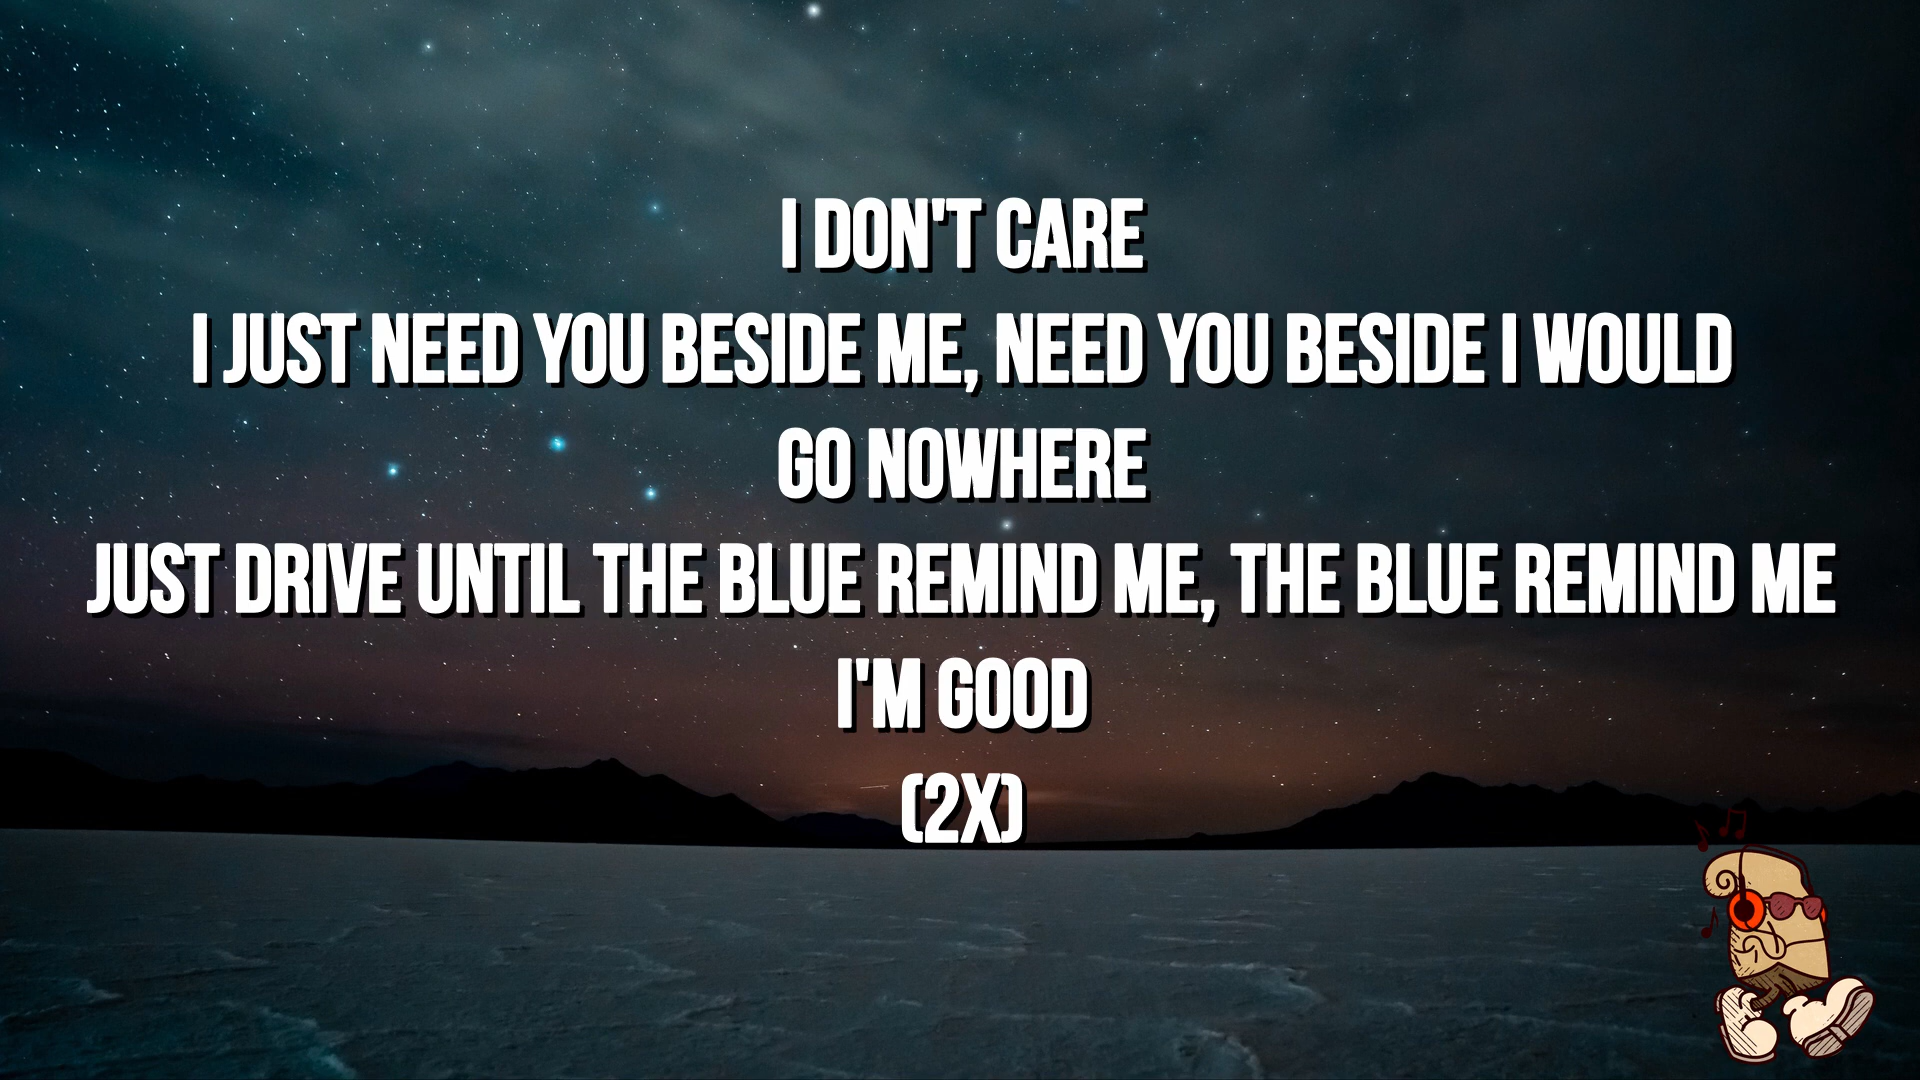 I DON'T CARE
I JUST NEED YOU BESIDE ME, NEED YOU BESIDE I WOULD
GO NOWHERE
JUST DRIVE UNTIL THE BLUE REMIND ME, THE BLUE REMIND ME
I'M GOOD
(2X)